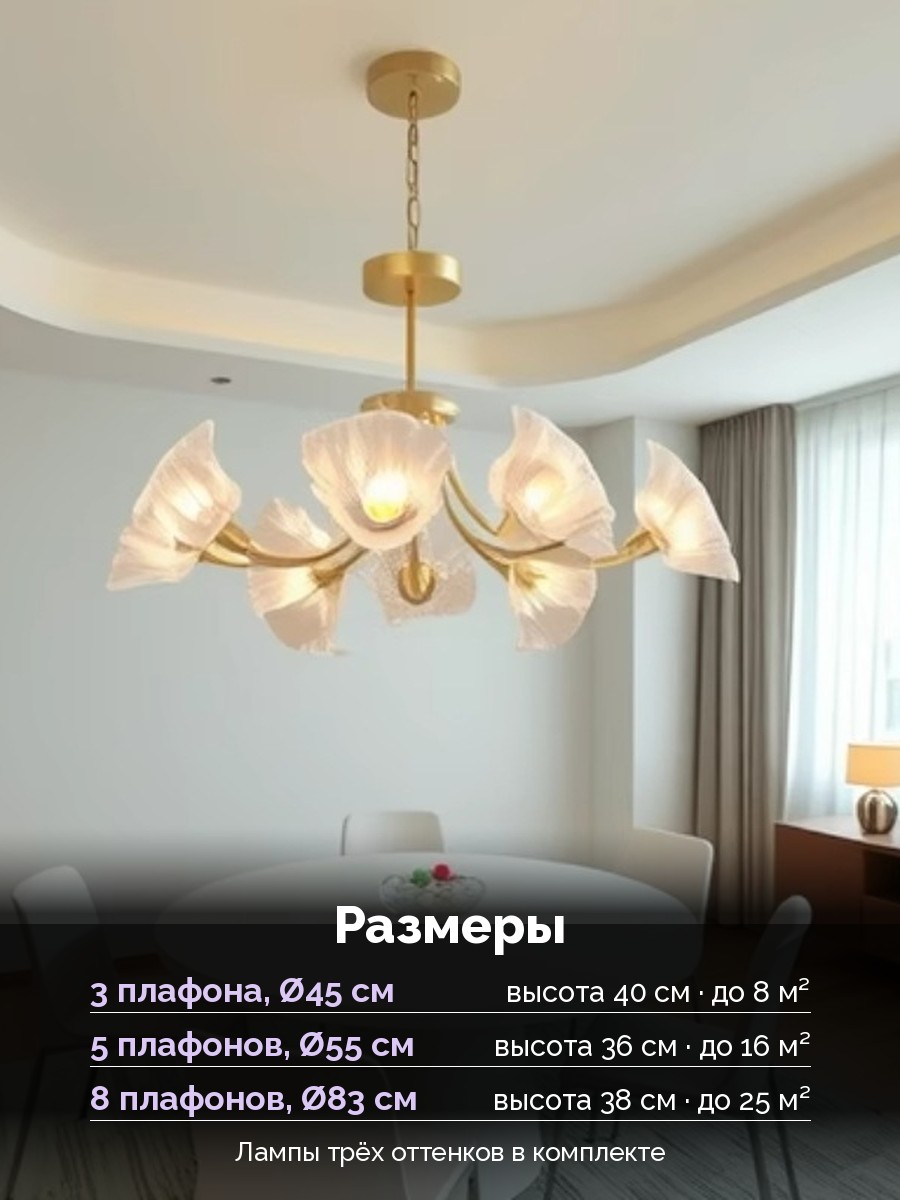 Размеры
3 плафона, Ø45 см высота 40 см · до 8 м²
5 плафонов, Ø55 см высота 36 см · до 16 м²
8 плафонов, Ø83 см высота 38 см · до 25 м²
Лампы трёх оттенков в комплекте